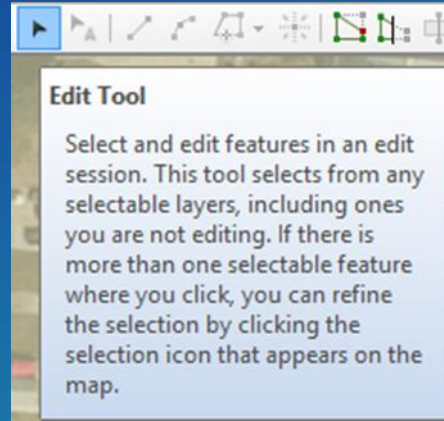 A
Edit Tool
Select and edit features in an edit
session. This tool selects from any
selectable layers, including ones
you are not editing. If there is
more than one selectable feature
where you click, you can refine
the selection by clicking the
selection icon that appears on the
map.